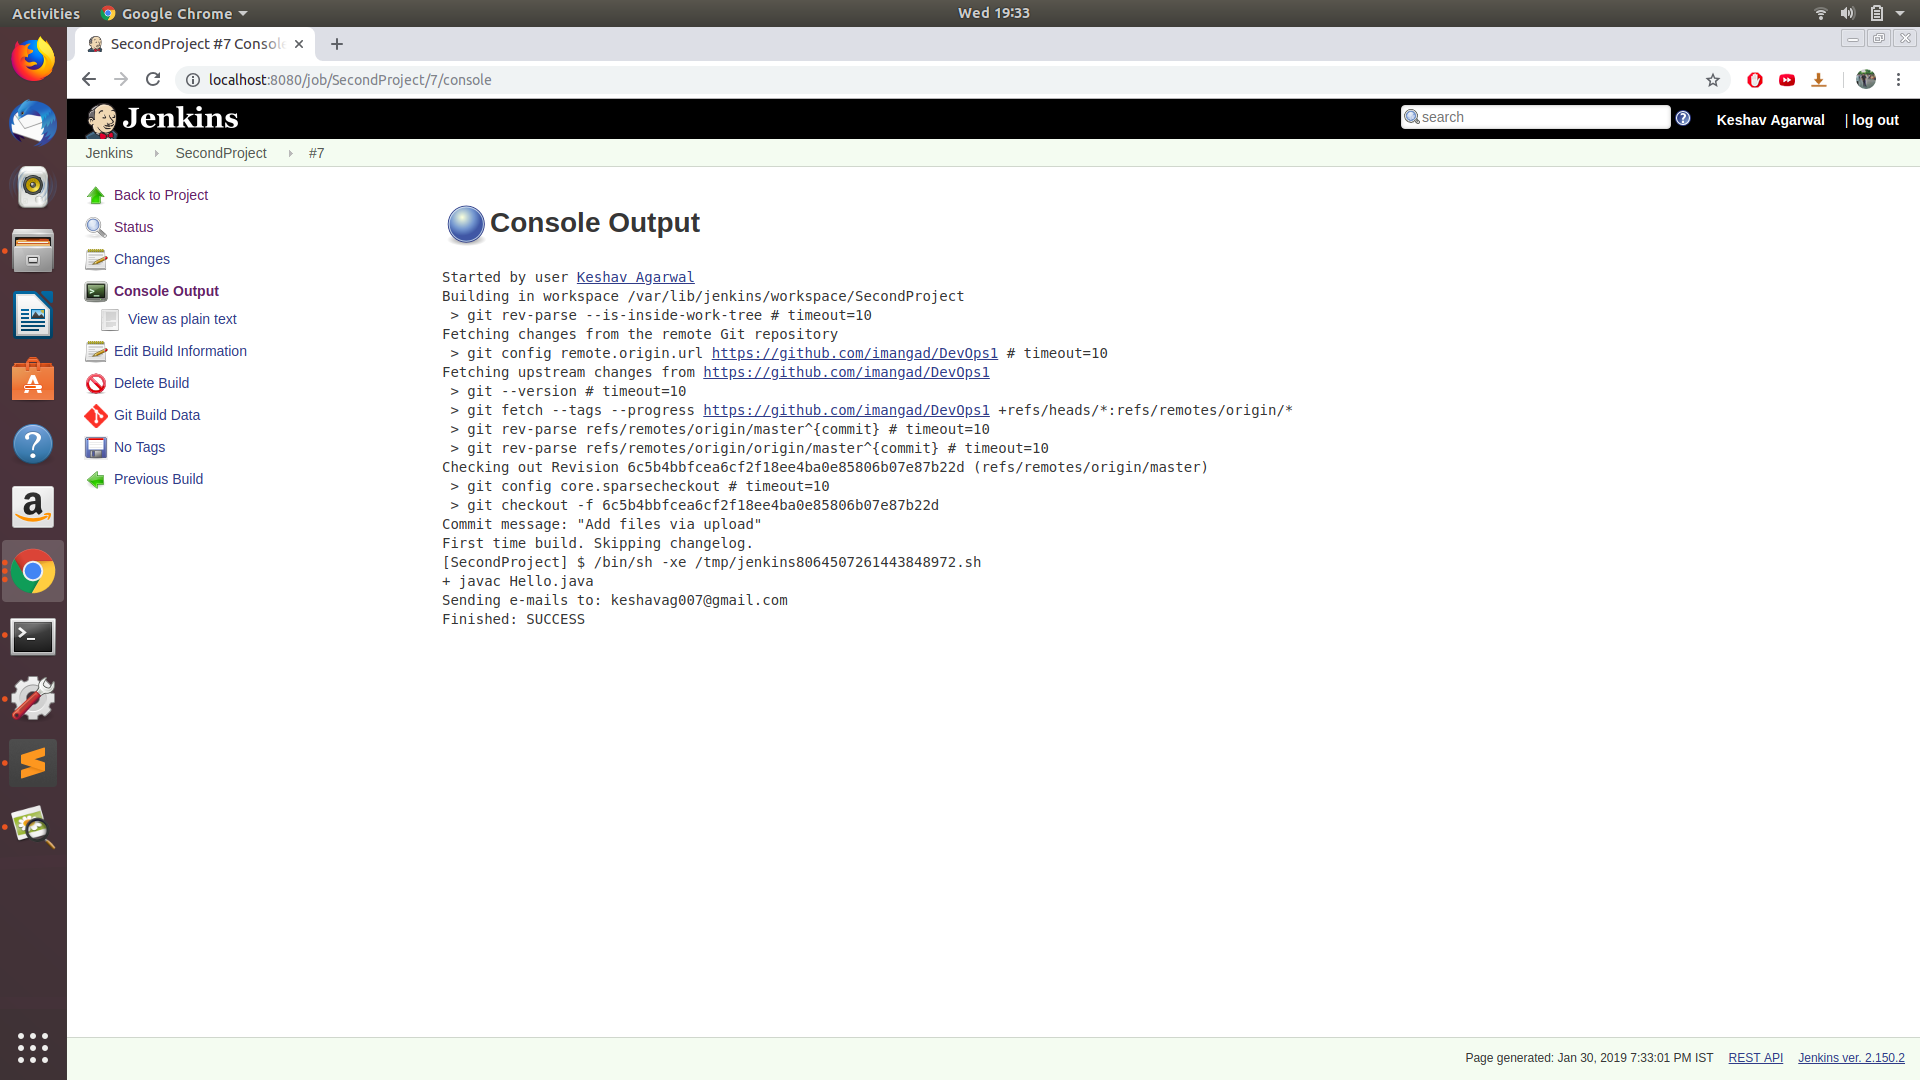 Activities Google Chrome Wed 19:33
SecondProject #7 Consol
localhost:8080/job/SecondProject/7/console
Jenkins search Keshav Agarwal | log out
Jenkins SecondProject #7
Back to Project
Status
Changes
Console Output
View as plain text
Edit Build Information
Delete Build
Git Build Data
No Tags
Previous Build
Console Output
Started by user Keshav Agarwal
Building in workspace /var/lib/jenkins/workspace/SecondProject
> git rev-parse --is-inside-work-tree # timeout=10
Fetching changes from the remote Git repository
> git config remote.origin.url https://github.com/imangad/DevOps1 # timeout=10
Fetching upstream changes from https://github.com/imangad/DevOps1
> git --version # timeout=10
> git fetch --tags --progress https://github.com/imangad/DevOps1 +refs/heads/*:refs/remotes/origin/*
> git rev-parse refs/remotes/origin/master^{commit} # timeout=10
> git rev-parse refs/remotes/origin/origin/master^{commit} # timeout=10
Checking out Revision 6c5b4bbfcea6cf2f18ee4ba0e85806b07e87b22d (refs/remotes/origin/master)
> git config core.sparsecheckout # timeout=10
> git checkout -f 6c5b4bbfcea6cf2f18ee4ba0e85806b07e87b22d
Commit message: "Add files via upload"
First time build. Skipping changelog.
[SecondProject] $ /bin/sh -xe /tmp/jenkins8064507261443848972.sh
+ javac Hello.java
Sending e-mails to: keshavag007@gmail.com
Finished: SUCCESS
Page generated: Jan 30, 2019 7:33:01 PM IST REST API Jenkins ver. 2.150.2